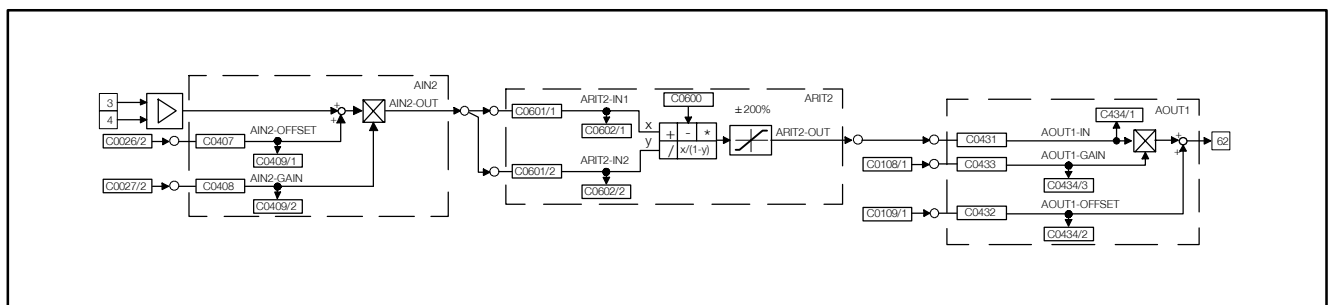 AIN2
3
4
AIN2-OUT
C0026/2
C0407
AIN2-OFFSET
+
+
C0409/1
C0027/2
C0408
AIN2-GAIN
C0409/2
ARIT2
C0601/1
ARIT2-IN1
C0602/1
C0600
±200%
x
y
+ - *
/ x/(1-y)
ARIT2-OUT
C0601/2
ARIT2-IN2
C0602/2
AOUT1
C434/1
C0431
AOUT1-IN
+
+
62
C0108/1
C0433
AOUT1-GAIN
C0434/3
C0109/1
C0432
AOUT1-OFFSET
C0434/2